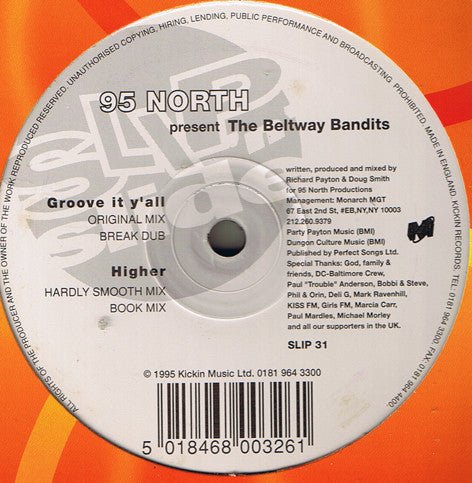 ALL RIGHTS OF THE PRODUCER AND THE OWNER OF THE WORK REPRODUCED RESERVED. UNAUTHORISED COPYING, HIRING, LENDING, PUBLIC PERFORMANCE AND BROADCASTING PROHIBITED. MADE IN ENGLAND. KICKIN RECORDS. TEL: 0181 964 3300. FAX: 0181 964 4400.
SLIP
'n'
Slide
95 NORTH
present The Beltway Bandits
Groove it y'all
ORIGINAL MIX
BREAK DUB
Higher
HARDLY SMOOTH MIX
BOOK MIX
written, produced and mixed by
Richard Payton & Doug Smith
for 95 North Productions
Management: Monarch MGT
67 East 2nd St, #EB,NY,NY 10003
212.260.9379
Party Payton Music (BMI)
Dungon Culture Music (BMI)
Published by Perfect Songs Ltd.
Special Thanks: God, family &
friends, DC-Baltimore Crew,
Paul "Trouble" Anderson, Bobbi & Steve,
Phil & Orin, Deli G, Mark Ravenhill,
KISS FM, Girls FM, Marcia Carr,
Paul Mardles, Michael Morley
and all our supporters in the UK.
SLIP 31
© 1995 Kickin Music Ltd. 0181 964 3300
5 018468 003261